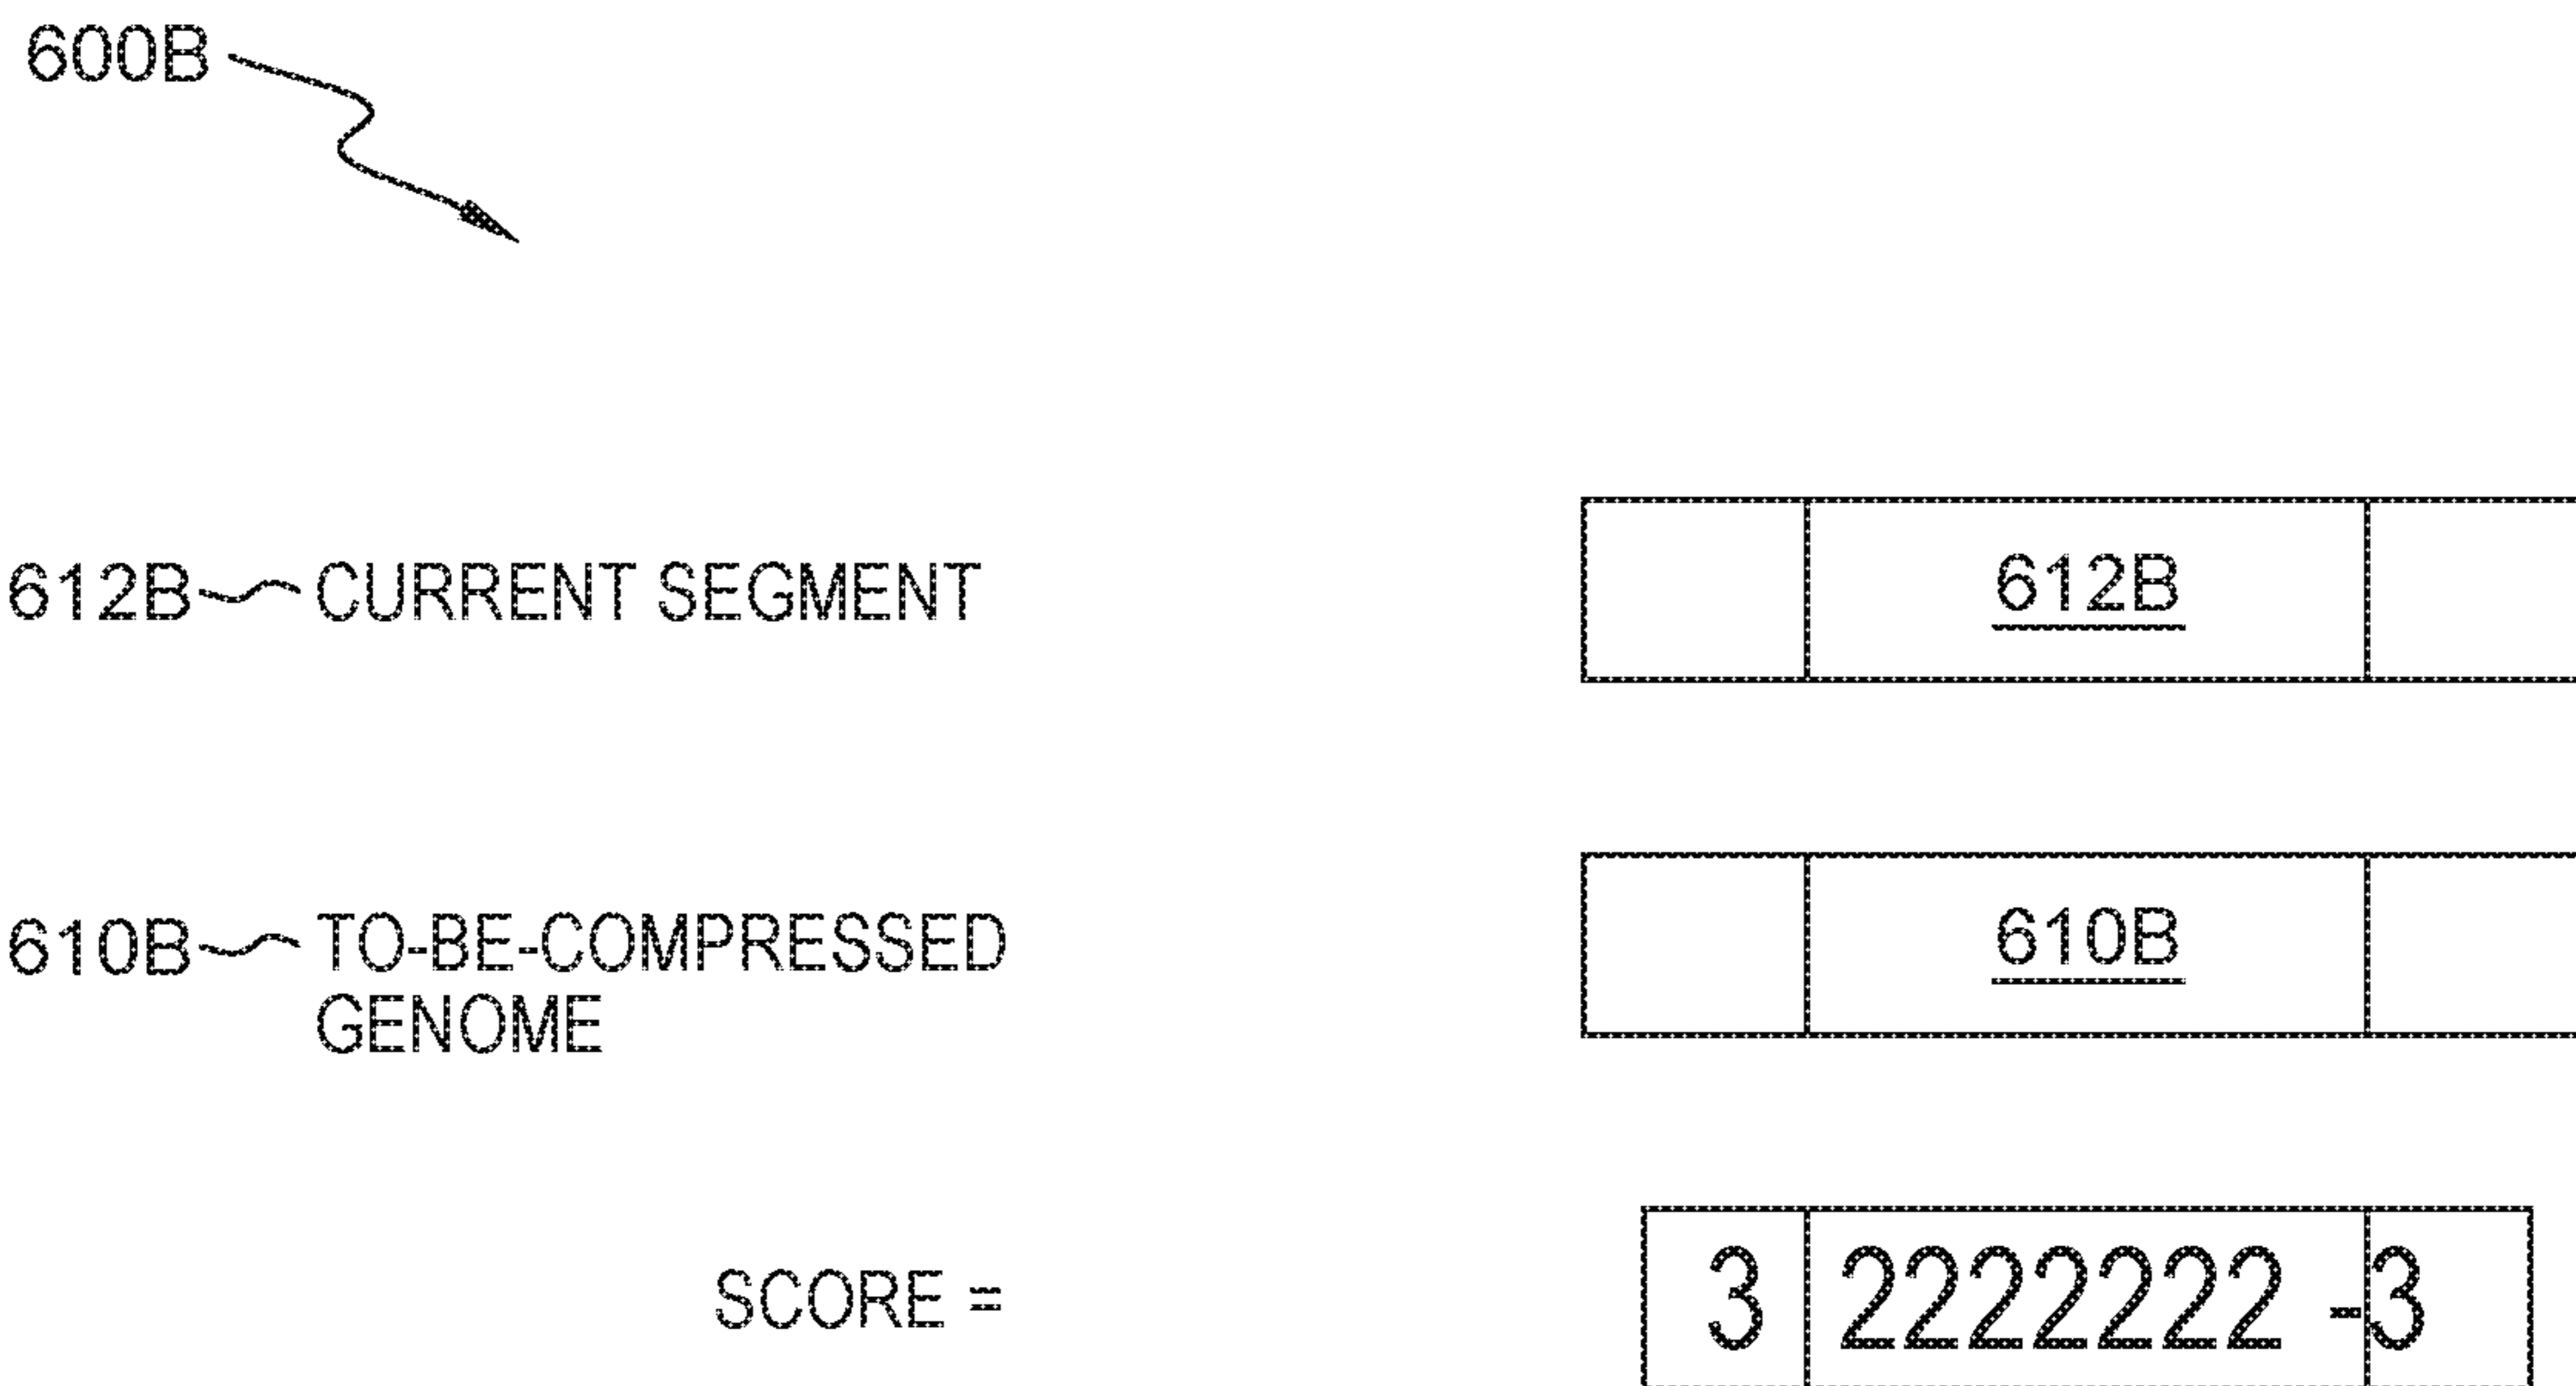 600B
612B CURRENT SEGMENT 612B
610B TO-BE-COMPRESSED 610B
GENOME
SCORE = 3 2222222 -3